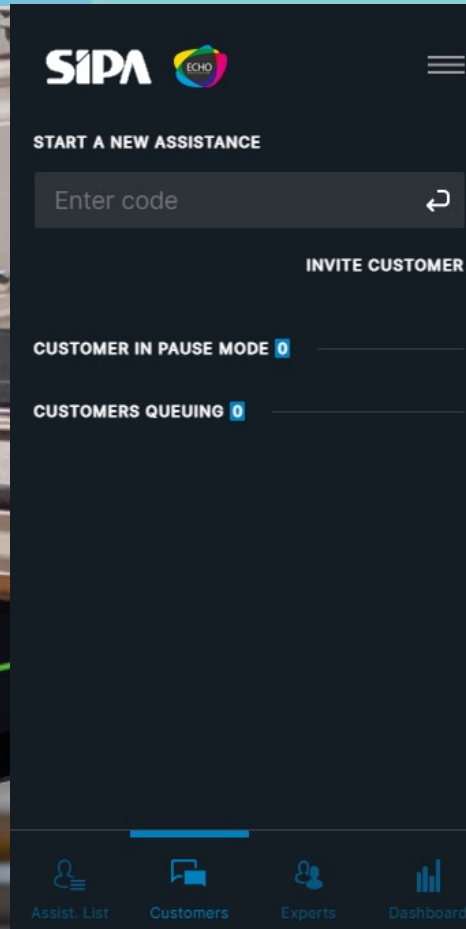 SIPA ECHO
START A NEW ASSISTANCE
Enter code
INVITE CUSTOMER
CUSTOMER IN PAUSE MODE 0
CUSTOMERS QUEUING 0
Assist. List Customers Experts Dashboard